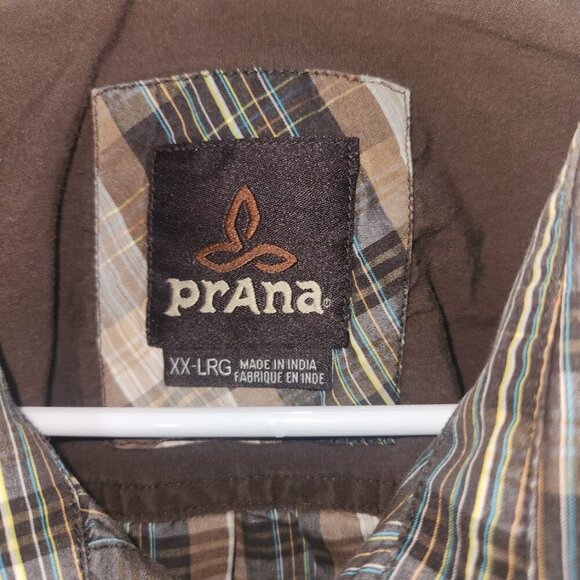 prAna®
XX-LRG
MADE IN INDIA
FABRIQUE EN INDE